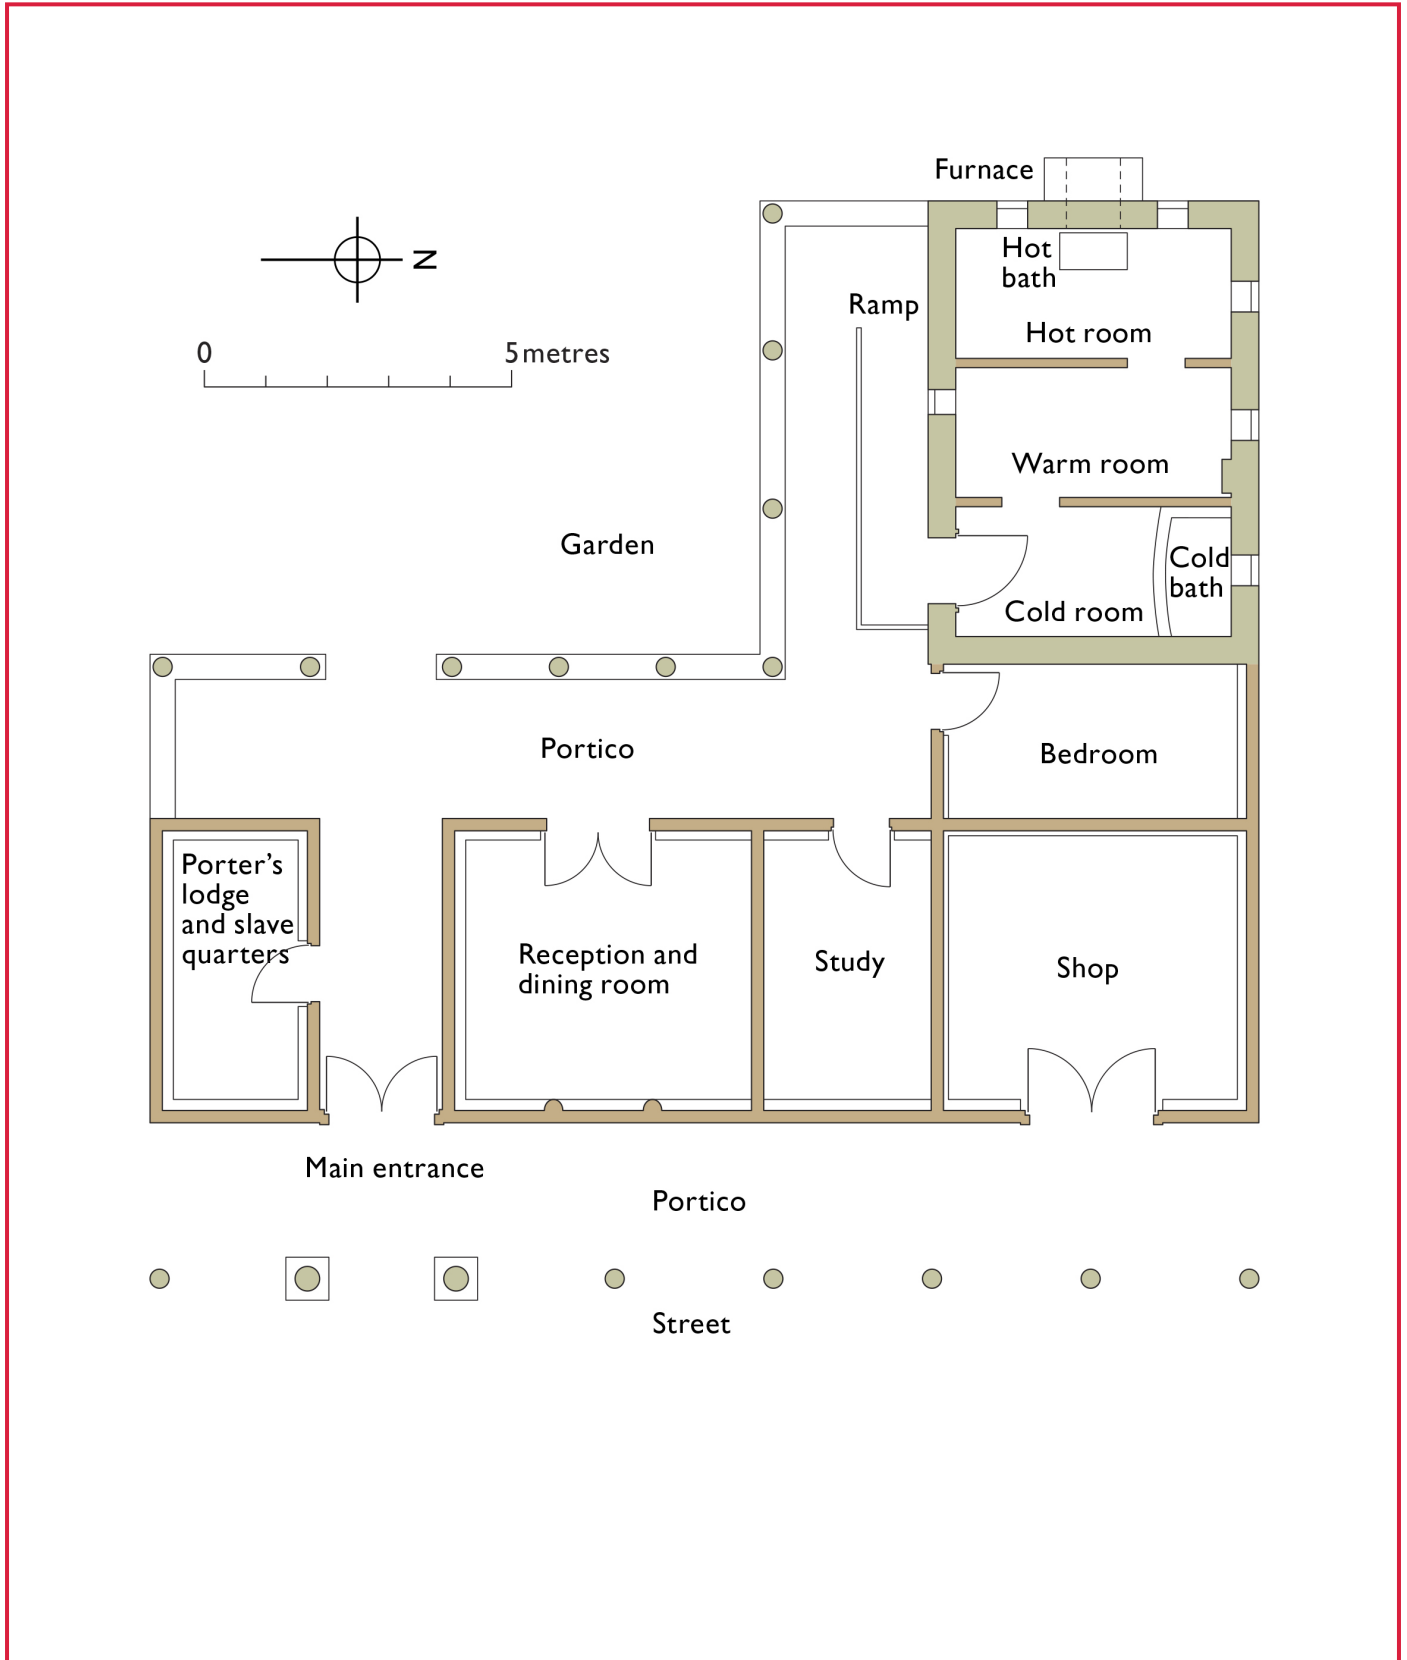 Furnace
Hot
bath
N
Ramp
Hot room
0
5 metres
Warm room
Garden
Cold
bath
Cold room
Portico
Bedroom
Porter’s
lodge
and slave
quarters
Reception and
dining room
Study
Shop
Main entrance
Portico
Street